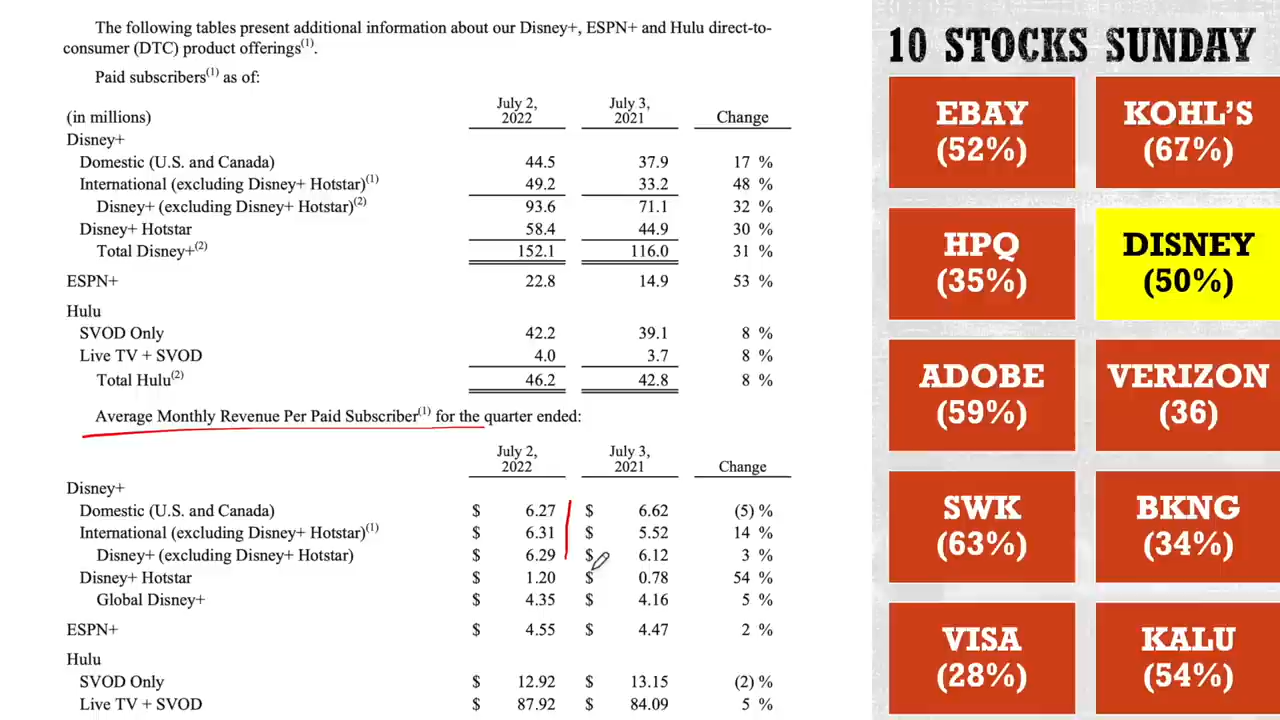 The following tables present additional information about our Disney+, ESPN+ and Hulu direct-to-
consumer (DTC) product offerings(1).
Paid subscribers(1) as of:
(in millions) July 2, 2022 July 3, 2021 Change
Disney+
Domestic (U.S. and Canada) 44.5 37.9 17 %
International (excluding Disney+ Hotstar)(1) 49.2 33.2 48 %
Disney+ (excluding Disney+ Hotstar)(2) 93.6 71.1 32 %
Disney+ Hotstar 58.4 44.9 30 %
Total Disney+(2) 152.1 116.0 31 %
ESPN+ 22.8 14.9 53 %
Hulu
SVOD Only 42.2 39.1 8 %
Live TV + SVOD 4.0 3.7 8 %
Total Hulu(2) 46.2 42.8 8 %
Average Monthly Revenue Per Paid Subscriber(1) for the quarter ended:
July 2, 2022 July 3, 2021 Change
Disney+
Domestic (U.S. and Canada) $ 6.27 $ 6.62 (5) %
International (excluding Disney+ Hotstar)(1) $ 6.31 $ 5.52 14 %
Disney+ (excluding Disney+ Hotstar) $ 6.29 $ 6.12 3 %
Disney+ Hotstar $ 1.20 $ 0.78 54 %
Global Disney+ $ 4.35 $ 4.16 5 %
ESPN+ $ 4.55 $ 4.47 2 %
Hulu
SVOD Only $ 12.92 $ 13.15 (2) %
Live TV + SVOD $ 87.92 $ 84.09 5 %
10 STOCKS SUNDAY
EBAY
(52%)
KOHL'S
(67%)
HPQ
(35%)
DISNEY
(50%)
ADOBE
(59%)
VERIZON
(36)
SWK
(63%)
BKNG
(34%)
VISA
(28%)
KALU
(54%)